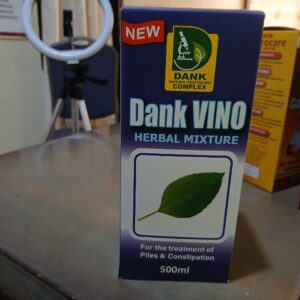 NEW
DANK
NATURAL HEALTHCARE
COMPLEX
Dank VINO
HERBAL MIXTURE
For the treatment of
Piles & Constipation
500ml